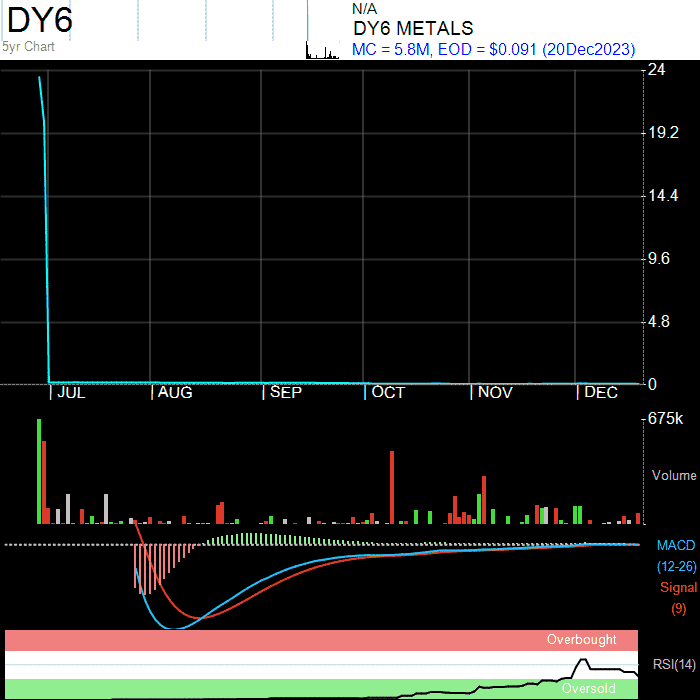 DY6
5yr Chart
N/A
DY6 METALS
MC = 5.8M, EOD = $0.091 (20Dec2023)
24
19.2
14.4
9.6
4.8
0
JUL AUG SEP OCT NOV DEC
675k
Volume
MACD
(12-26)
Signal
(9)
Overbought
RSI(14)
Oversold